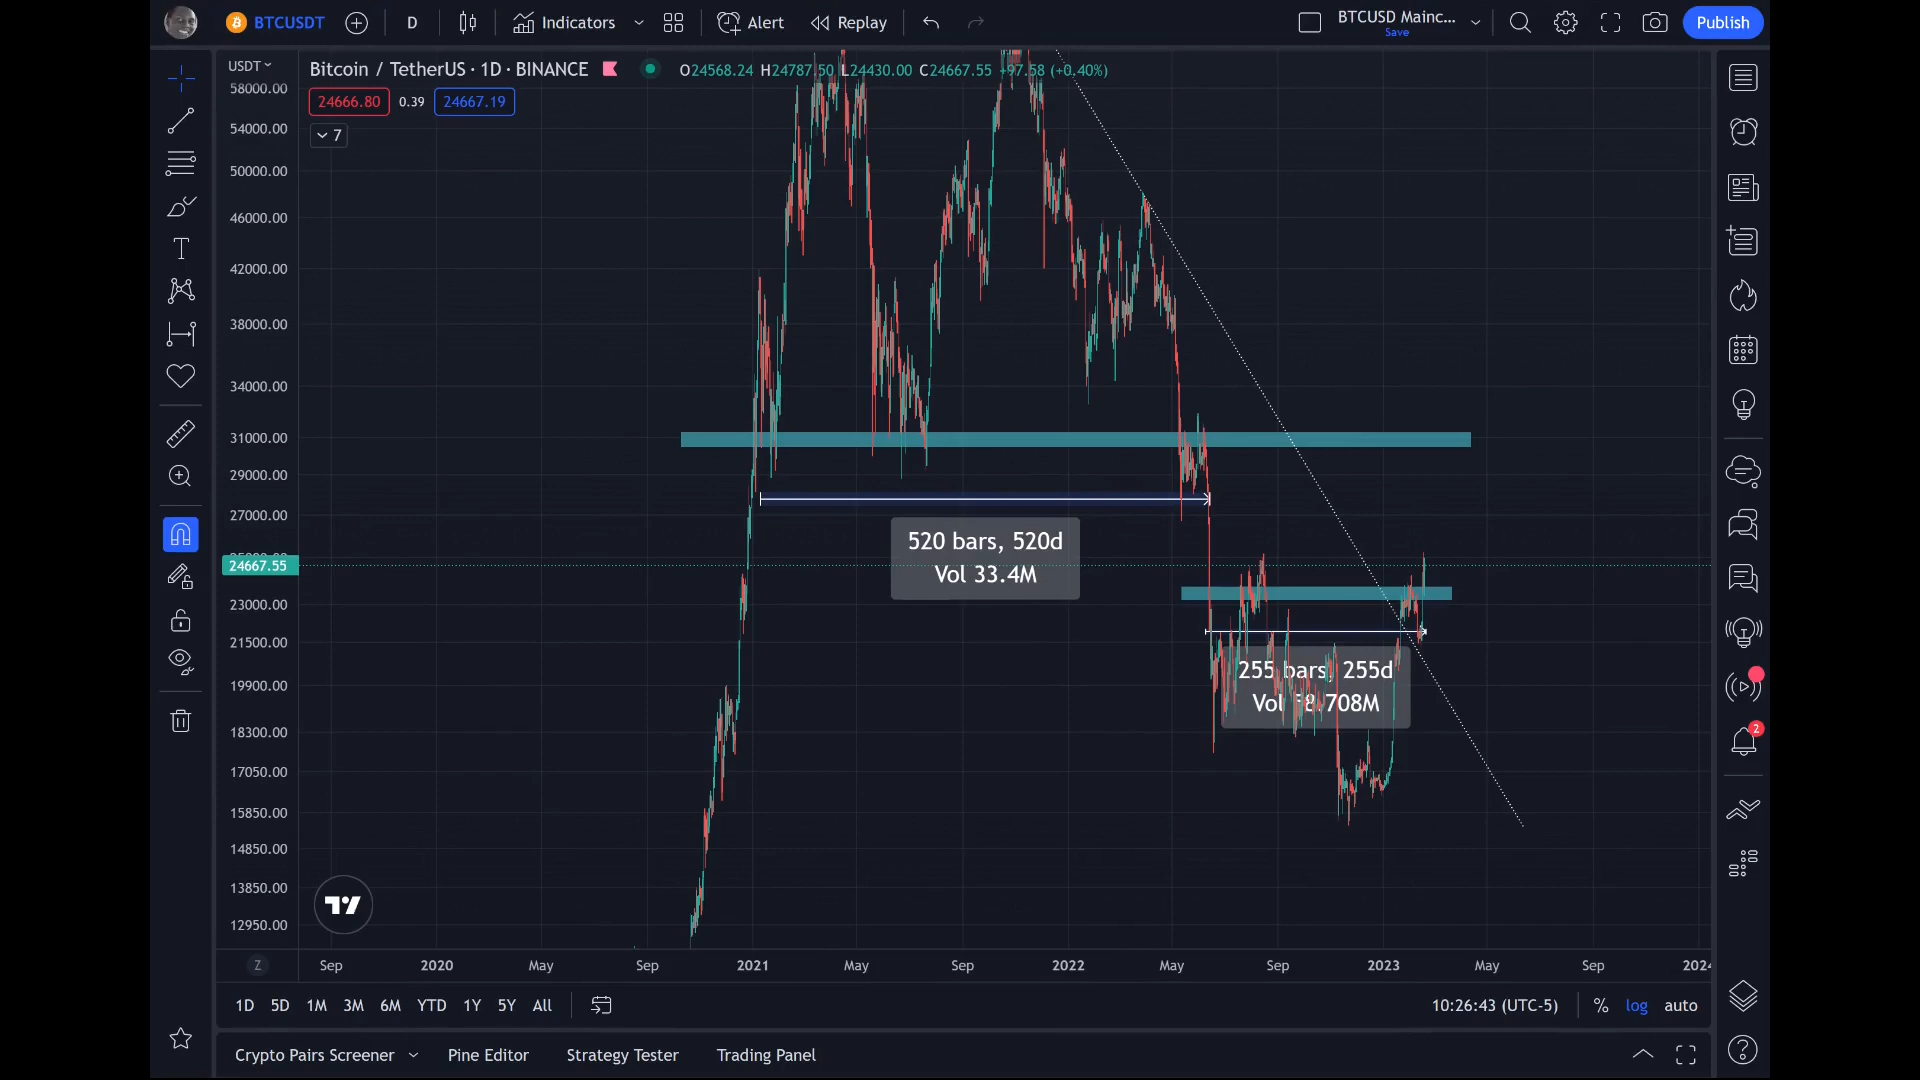 BTCUSDT
D
Indicators
Alert
Replay
BTCUSD Mainc...
Save
Publish
USDT
Bitcoin / TetherUS · 1D · BINANCE
O24568.24 H24787.50 L24430.00 C24667.55 +97.58 (+0.40%)
24666.80
0.39
24667.19
7
58000.00
54000.00
50000.00
46000.00
42000.00
38000.00
34000.00
31000.00
29000.00
27000.00
24667.55
23000.00
21500.00
19900.00
18300.00
17050.00
15850.00
14850.00
13850.00
12950.00
520 bars, 520d
Vol 33.4M
255 bars, 255d
Vol
2
Z
Sep
2020
May
Sep
2021
May
Sep
2022
May
Sep
2023
May
Sep
1D
5D
1M
3M
6M
YTD
1Y
5Y
All
10:26:43 (UTC-5)
%
log
auto
Crypto Pairs Screener
Pine Editor
Strategy Tester
Trading Panel